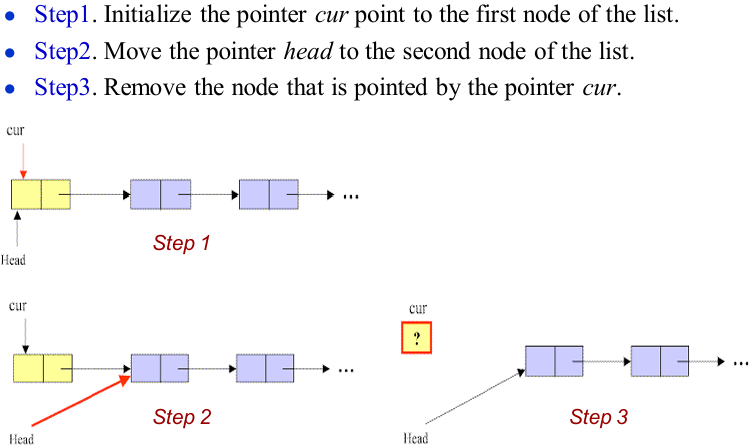 • Step1. Initialize the pointer cur point to the first node of the list.
• Step2. Move the pointer head to the second node of the list.
• Step3. Remove the node that is pointed by the pointer cur.
cur
...
Step 1
Head
cur
...
Head
Step 2
cur
?
...
Head
Step 3